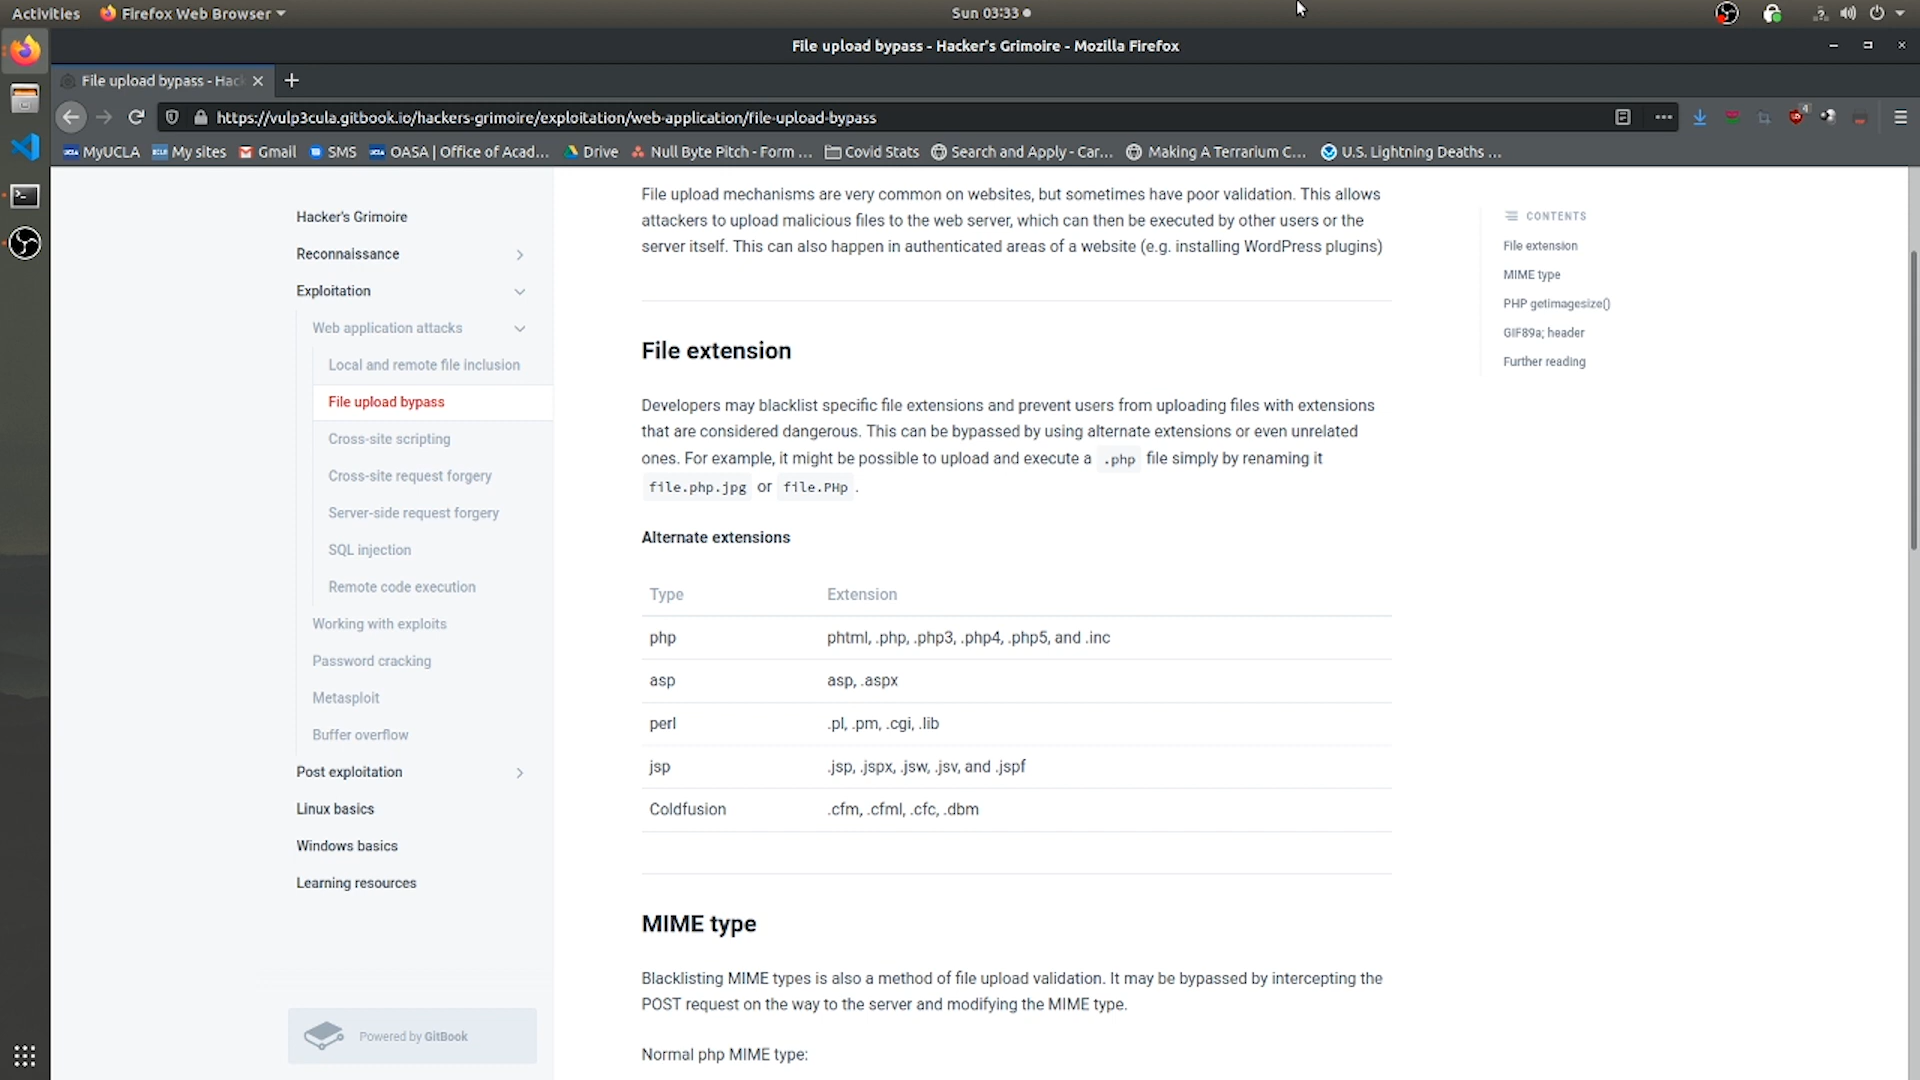 Activities
Firefox Web Browser
Sun 03:33
File upload bypass - Hacker's Grimoire - Mozilla Firefox
File upload bypass - Hac
https://vulp3cula.gitbook.io/hackers-grimoire/exploitation/web-application/file-upload-bypass
4
MyUCLA
My sites
Gmail
SMS
OASA | Office of Acad...
Drive
Null Byte Pitch - Form ...
Covid Stats
Search and Apply - Car...
Making A Terrarium C...
U.S. Lightning Deaths ...
Hacker's Grimoire
Reconnaissance
Exploitation
Web application attacks
Local and remote file inclusion
File upload bypass
Cross-site scripting
Cross-site request forgery
Server-side request forgery
SQL injection
Remote code execution
Working with exploits
Password cracking
Metasploit
Buffer overflow
Post exploitation
Linux basics
Windows basics
Learning resources
Powered by GitBook
File upload mechanisms are very common on websites, but sometimes have poor validation. This allows
attackers to upload malicious files to the web server, which can then be executed by other users or the
server itself. This can also happen in authenticated areas of a website (e.g. installing WordPress plugins)
File extension
Developers may blacklist specific file extensions and prevent users from uploading files with extensions
that are considered dangerous. This can be bypassed by using alternate extensions or even unrelated
ones. For example, it might be possible to upload and execute a .php file simply by renaming it
file.php.jpg or file.PHp .
Alternate extensions
Type Extension
php phtml, .php, .php3, .php4, .php5, and .inc
asp asp, .aspx
perl .pl, .pm, .cgi, .lib
jsp .jsp, .jspx, .jsw, .jsv, and .jspf
Coldfusion .cfm, .cfml, .cfc, .dbm
MIME type
Blacklisting MIME types is also a method of file upload validation. It may be bypassed by intercepting the
POST request on the way to the server and modifying the MIME type.
Normal php MIME type:
CONTENTS
File extension
MIME type
PHP getimagesize()
GIF89a; header
Further reading